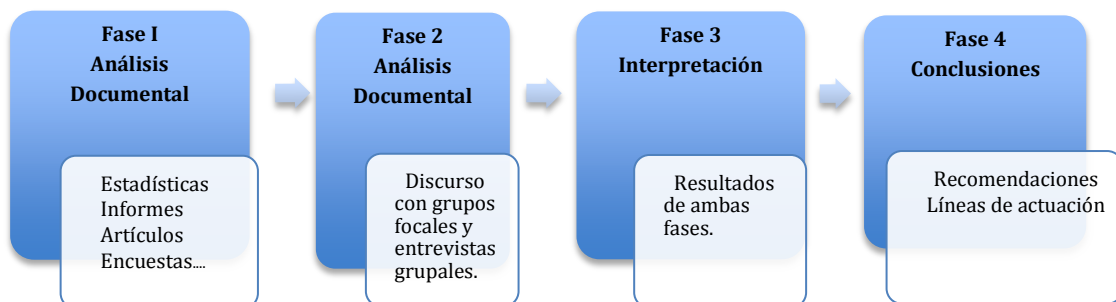 Fase I
Análisis
Documental
Estadísticas
Informes
Artículos
Encuestas....
Fase 2
Análisis
Documental
Discurso
con grupos
focales y
entrevistas
grupales.
Fase 3
Interpretación
Resultados
de ambas
fases.
Fase 4
Conclusiones
Recomendaciones
Líneas de actuación